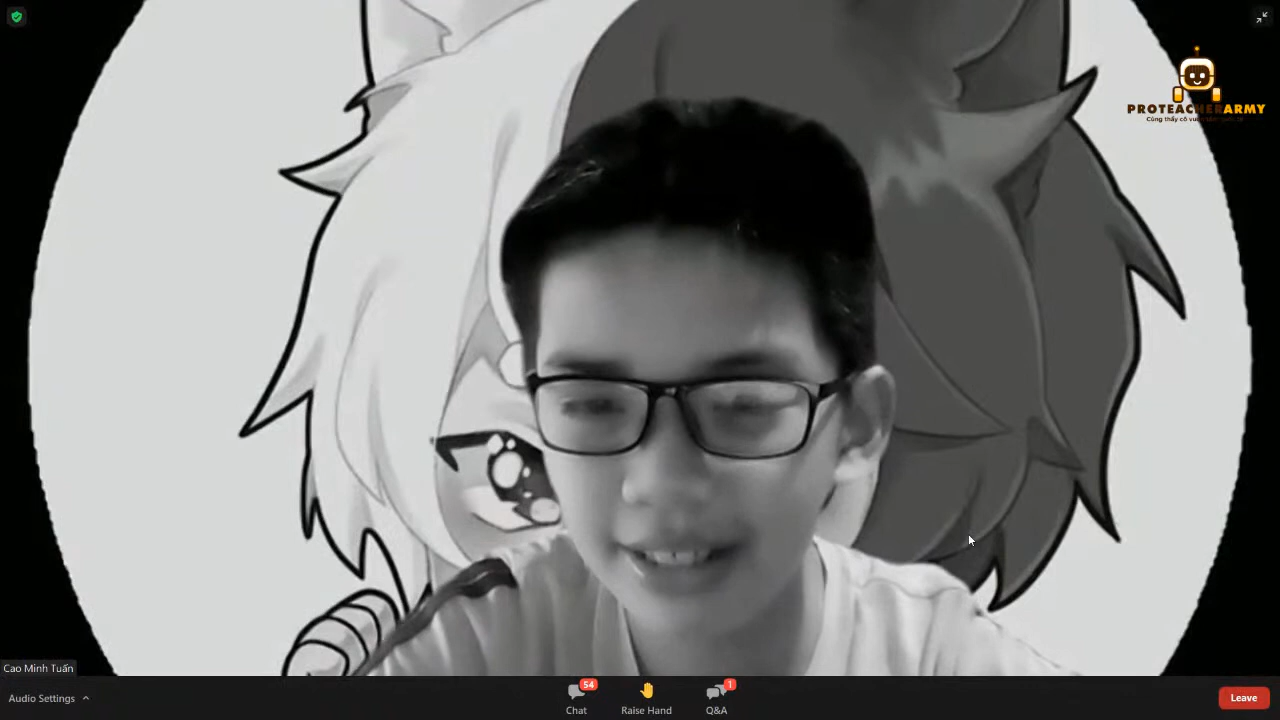 PROTEACHERARMY
Cao Minh Tuấn
Audio Settings
54
Chat
Raise Hand
1
Q&A
Leave